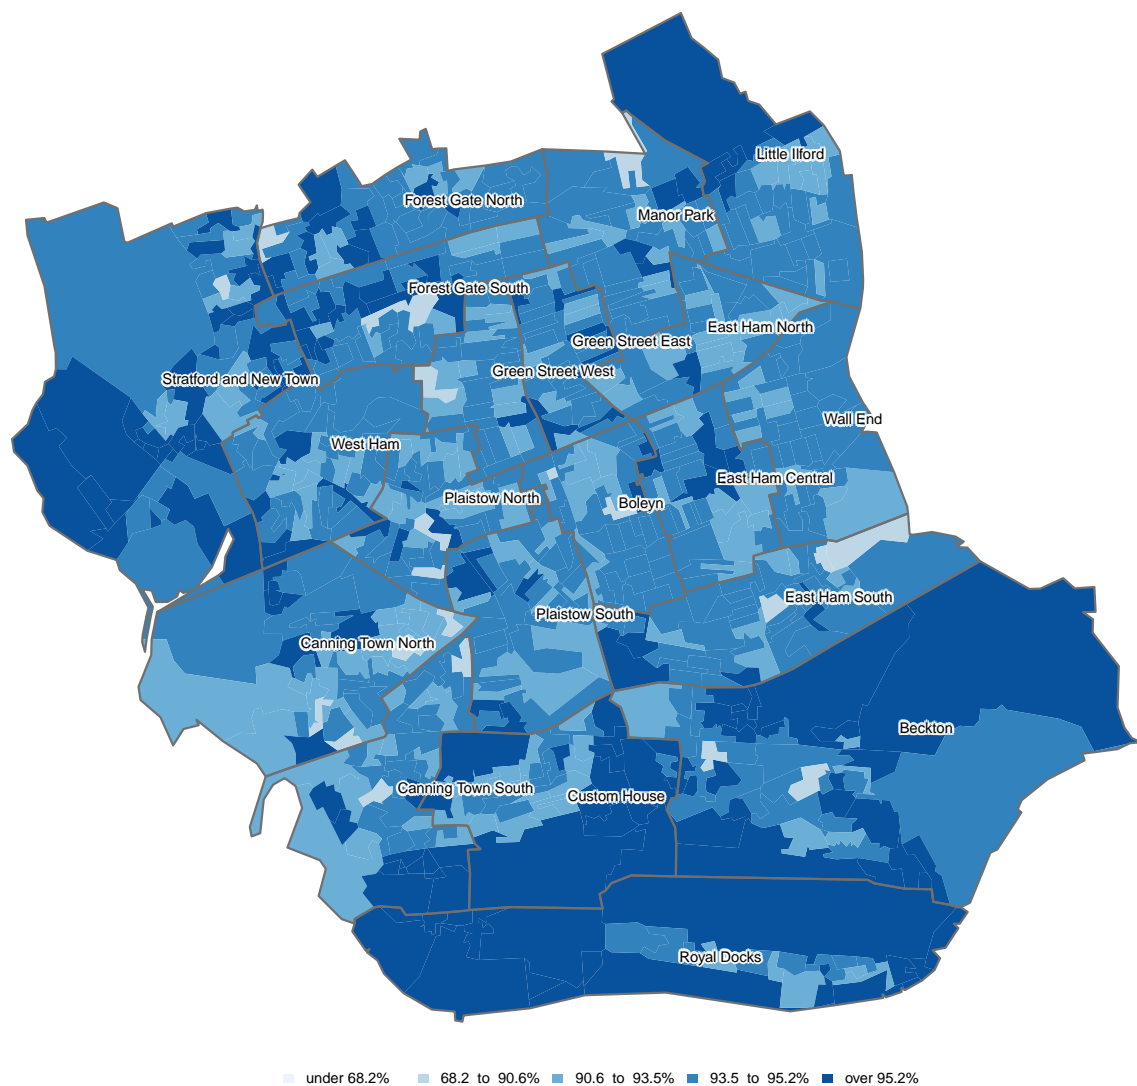 Little Ilford
Forest Gate North
Manor Park
Forest Gate South
East Ham North
Green Street East
Green Street West
Stratford and New Town
Wall End
West Ham
East Ham Central
Plaistow North
Boleyn
East Ham South
Plaistow South
Canning Town North
Beckton
Canning Town South
Custom House
Royal Docks
under 68.2% 68.2 to 90.6% 90.6 to 93.5% 93.5 to 95.2% over 95.2%